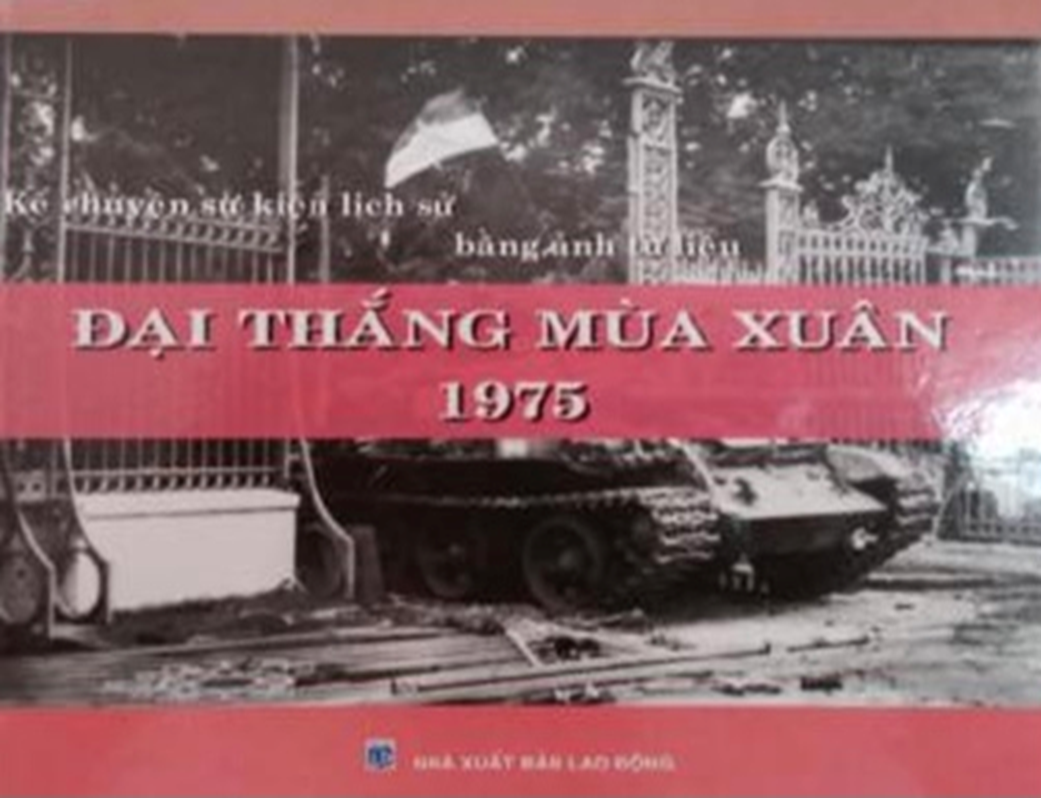 Kể chuyện sự kiện lịch sử
bằng ảnh tư liệu
ĐẠI THẮNG MÙA XUÂN
1975
NHÀ XUẤT BẢN LAO ĐỘNG